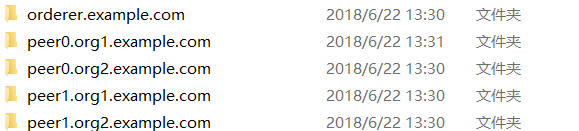 orderer.example.com 2018/6/22 13:30 文件夹
peer0.org1.example.com 2018/6/22 13:31 文件夹
peer0.org2.example.com 2018/6/22 13:30 文件夹
peer1.org1.example.com 2018/6/22 13:30 文件夹
peer1.org2.example.com 2018/6/22 13:30 文件夹